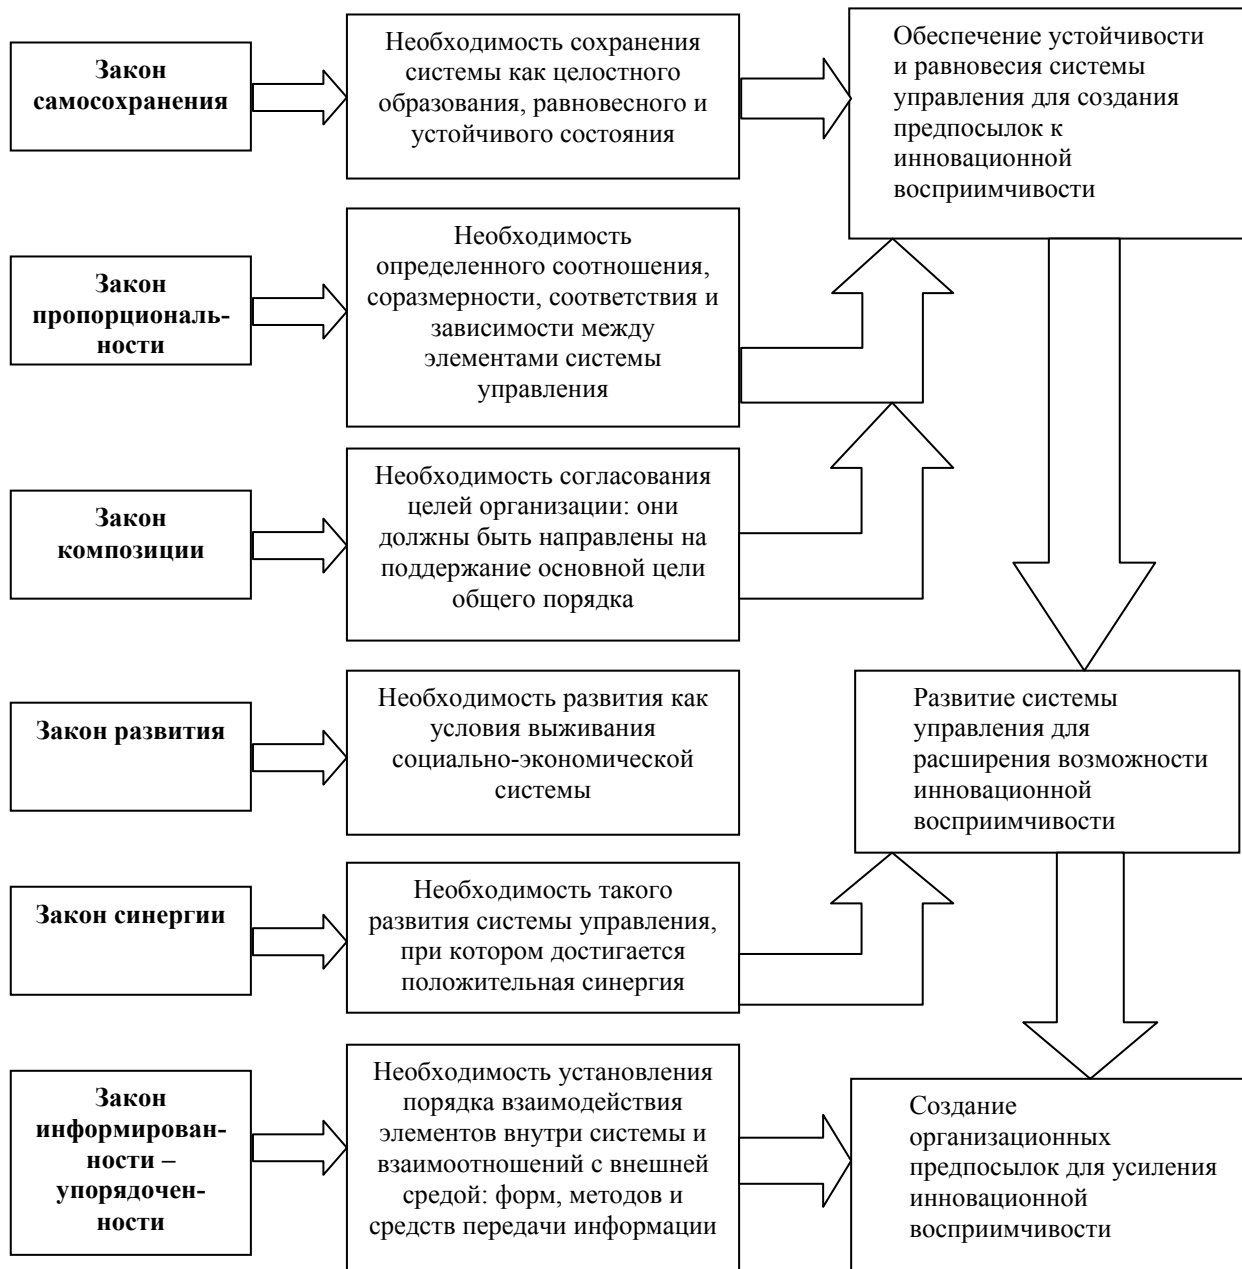 Закон
самосохранения
Необходимость сохранения
системы как целостного
образования, равновесного и
устойчивого состояния
Обеспечение устойчивости
и равновесия системы
управления для создания
предпосылок к
инновационной
восприимчивости
Закон
пропорциональ-
ности
Необходимость
определенного соотношения,
соразмерности, соответствия и
зависимости между
элементами системы
управления
Закон
композиции
Необходимость согласования
целей организации: они
должны быть направлены на
поддержание основной цели
общего порядка
Закон развития
Необходимость развития как
условия выживания
социально-экономической
системы
Развитие системы
управления для
расширения возможности
инновационной
восприимчивости
Закон синергии
Необходимость такого
развития системы управления,
при котором достигается
положительная синергия
Закон
информирован-
ности –
упорядочен-
ности
Необходимость установления
порядка взаимодействия
элементов внутри системы и
взаимоотношений с внешней
средой: форм, методов и
средств передачи информации
Создание
организационных
предпосылок для усиления
инновационной
восприимчивости